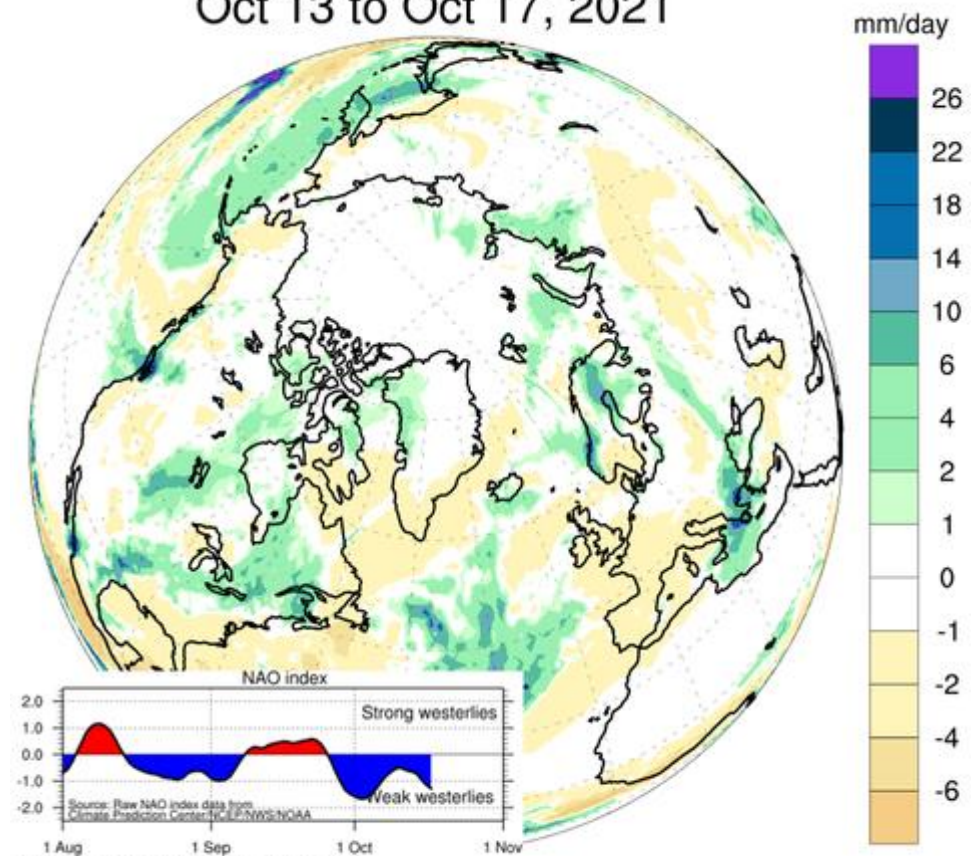 Oct 13 to Oct 17, 2021
mm/day
26
22
18
14
10
6
4
2
1
0
-1
-2
-4
-6
NAO index
2.0
1.0
0.0
-1.0
-2.0
Strong westerlies
Weak westerlies
Source: Raw NAO index data from
Climate Prediction Center/NCEP/NWS/NOAA
1 Aug 1 Sep 1 Oct 1 Nov